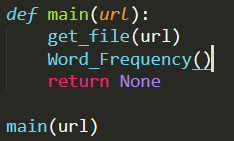 def main(url):
    get_file(url)
    Word_Frequency()
    return None

main(url)